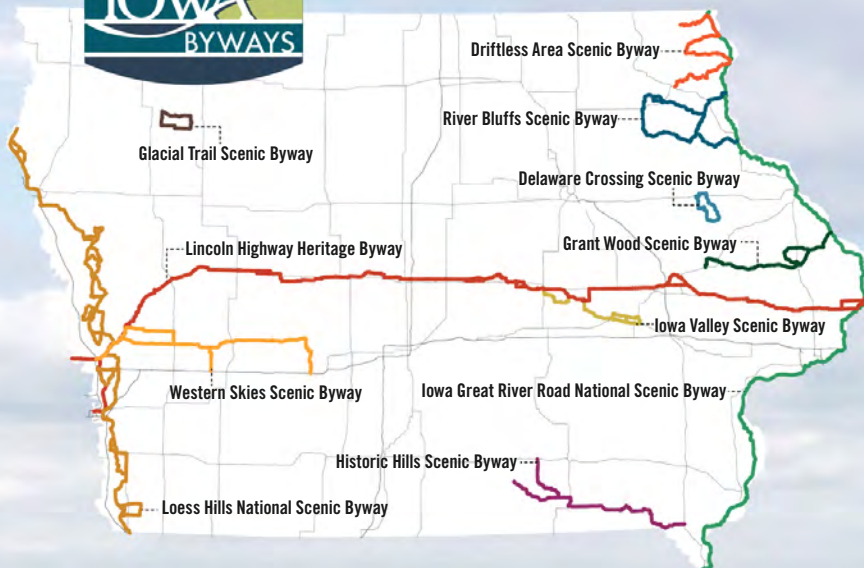 IOWA
BYWAYS
Driftless Area Scenic Byway
River Bluffs Scenic Byway
Glacial Trail Scenic Byway
Delaware Crossing Scenic Byway
Lincoln Highway Heritage Byway
Grant Wood Scenic Byway
Iowa Valley Scenic Byway
Western Skies Scenic Byway
Iowa Great River Road National Scenic Byway
Historic Hills Scenic Byway
Loess Hills National Scenic Byway